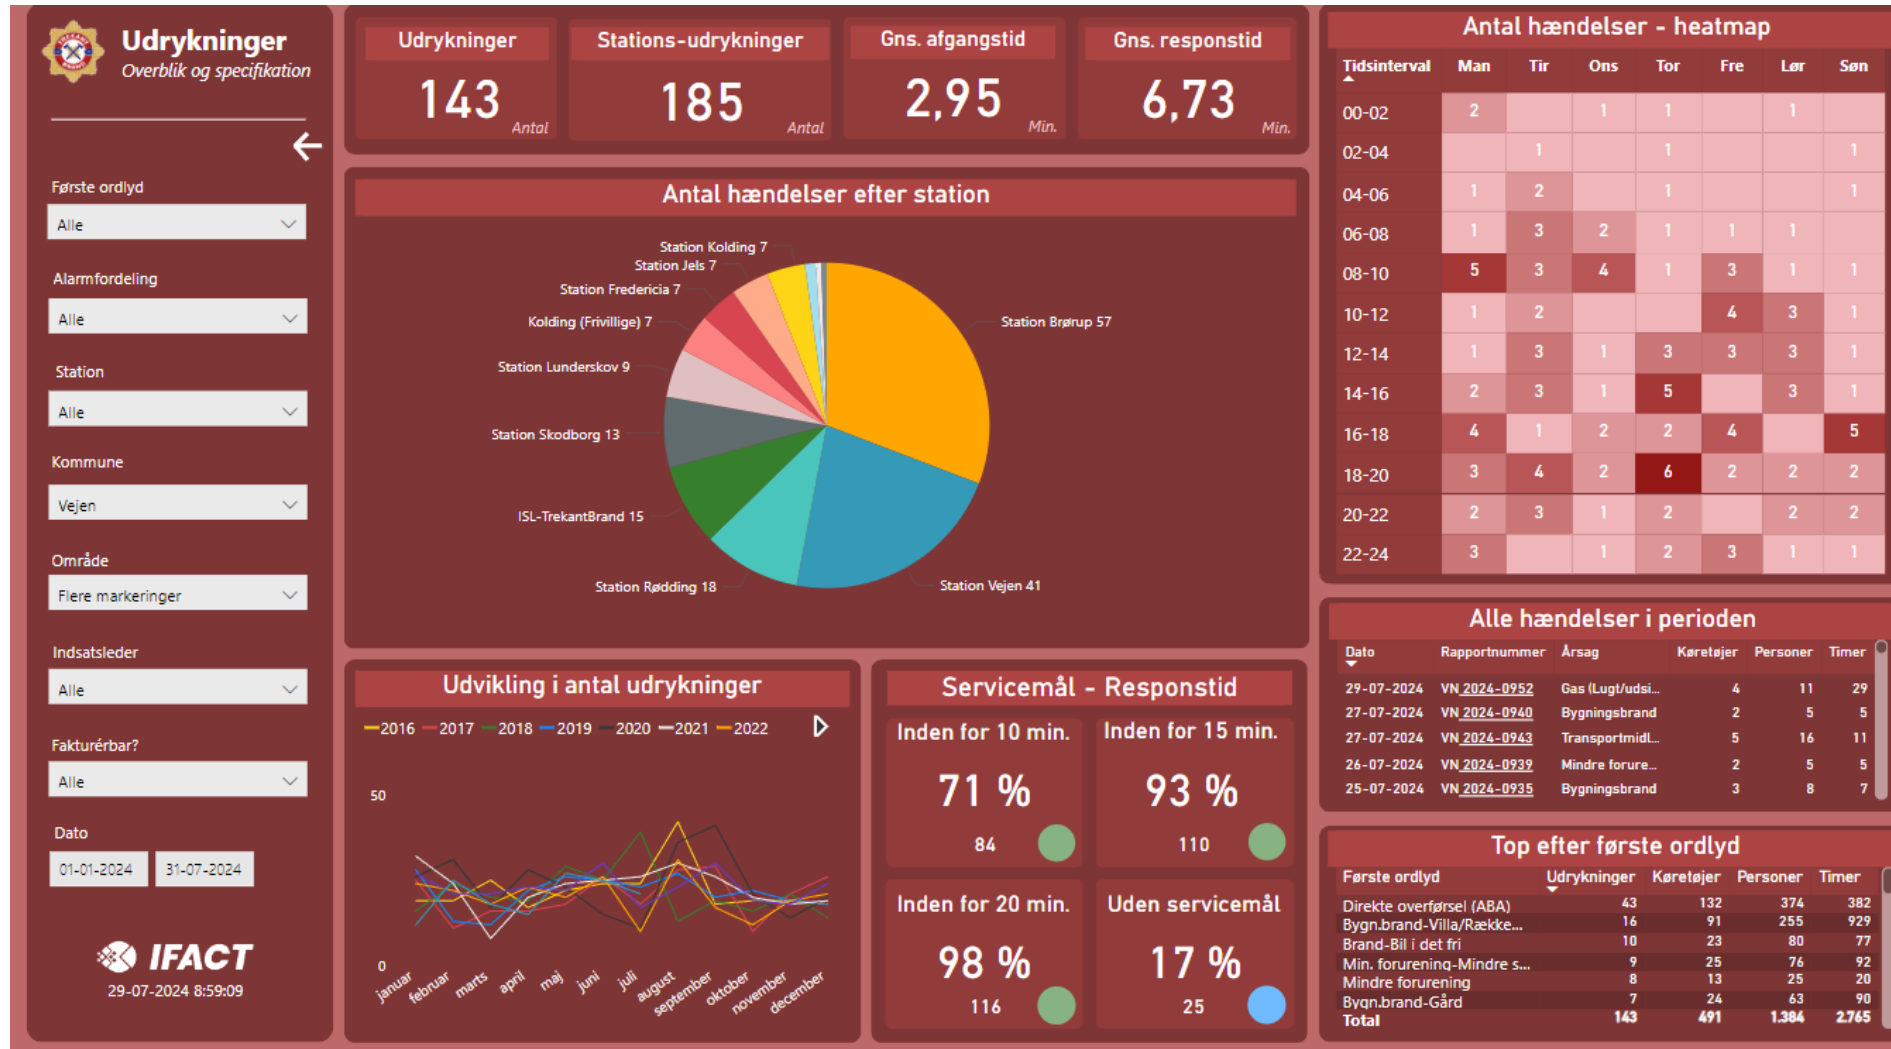 Udrykninger
Overblik og specifikation
Første ordlyd
Alle
Alarmfordeling
Alle
Station
Alle
Kommune
Vejen
Område
Flere markeringer
Indsatsleder
Alle
Fakturérbar?
Alle
Dato
01-01-2024 31-07-2024
IFACT
29-07-2024 8:59:09
Udrykninger
143
Antal
Stations-udrykninger
185
Antal
Gns. afgangstid
2,95
Min.
Gns. responstid
6,73
Min.
Antal hændelser efter station
Station Kolding 7
Station Jels 7
Station Fredericia 7
Kolding (Frivillige) 7
Station Lunderskov 9
Station Skodborg 13
ISL-TrekantBrand 15
Station Rødding 18
Station Vejen 41
Station Brørup 57
Udvikling i antal udrykninger
2016 2017 2018 2019 2020 2021 2022
50
0
januar februar marts april maj juni juli august september oktober november december
Servicemål - Responstid
Inden for 10 min.
71 %
84
Inden for 15 min.
93 %
110
Inden for 20 min.
98 %
116
Uden servicemål
17 %
25
Antal hændelser - heatmap
Tidsinterval Man Tir Ons Tor Fre Lør Søn
00-02 2 1 1 1
02-04 1 1 1
04-06 1 2 1 1
06-08 1 3 2 1 1 1
08-10 5 3 4 1 3 1 1
10-12 1 2 4 3 1
12-14 1 3 1 3 3 3 1
14-16 2 3 1 5 3 1
16-18 4 1 2 2 4 5
18-20 3 4 2 6 2 2 2
20-22 2 3 1 2 2 2
22-24 3 1 2 3 1 1
Alle hændelser i perioden
Dato Rapportnummer Årsag Køretøjer Personer Timer
29-07-2024 VN 2024-0952 Gas (Lugt/udsi... 4 11 29
27-07-2024 VN 2024-0940 Bygningsbrand 2 5 5
27-07-2024 VN 2024-0943 Transportmidl... 5 16 11
26-07-2024 VN 2024-0939 Mindre forure... 2 5 5
25-07-2024 VN 2024-0935 Bygningsbrand 3 8 7
Top efter første ordlyd
Første ordlyd Udrykninger Køretøjer Personer Timer
Direkte overførsel (ABA) 43 132 374 382
Bygn.brand-Villa/Række... 16 91 255 929
Brand-Bil i det fri 10 23 80 77
Min. forurening-Mindre s... 9 25 76 92
Mindre forurening 8 13 25 20
Bygn.brand-Gård 7 24 63 90
Total 143 491 1.384 2.765